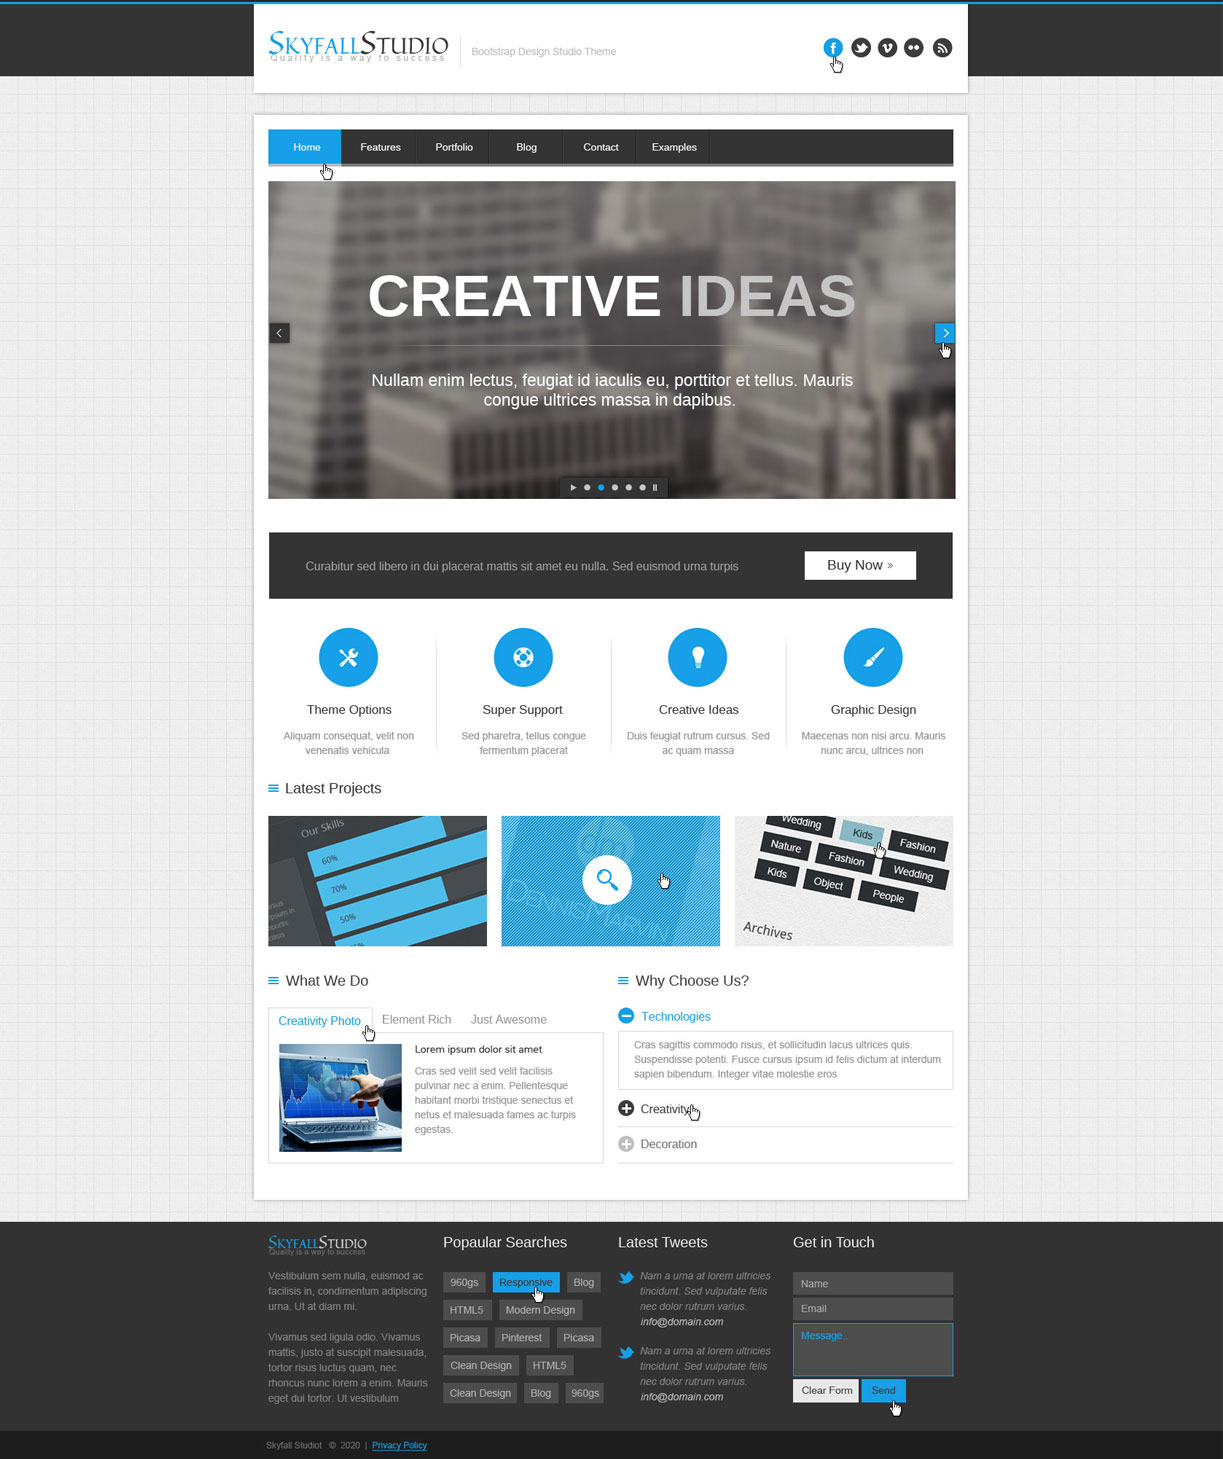 SKYFALLSTUDIO
Quality is a way to success
Bootstrap Design Studio Theme
Home Features Portfolio Blog Contact Examples
CREATIVE IDEAS
Nullam enim lectus, feugiat id iaculis eu, porttitor et tellus. Mauris
congue ultrices massa in dapibus.
Curabitur sed libero in dui placerat mattis sit amet eu nulla. Sed euismod urna turpis
Buy Now »
Theme Options
Aliquam consequat, velit non
venenatis vehicula
Super Support
Sed pharetra, tellus congue
fermentum placerat
Creative Ideas
Duis feugiat rutrum cursus. Sed
ac quam massa
Graphic Design
Maecenas non nisi arcu. Mauris
nunc arcu, ultrices non
Latest Projects
Our Skills
60%
70%
50%
dm
DENNISMARVIN
Wedding Kids Fashion
Nature Fashion Wedding
Kids Object People
Archives
What We Do
Creativity Photo Element Rich Just Awesome
Lorem ipsum dolor sit amet
Cras sed velit sed velit facilisis
pulvinar nec a enim. Pellentesque
habitant morbi tristique senectus et
netus et malesuada fames ac turpis
egestas.
Why Choose Us?
Technologies
Cras sagittis commodo risus, et sollicitudin lacus ultrices quis.
Suspendisse potenti. Fusce cursus ipsum id felis dictum at interdum
sapien bibendum. Integer vitae molestie eros
Creativity
Decoration
SKYFALLSTUDIO
Quality is a way to success
Vestibulum sem nulla, euismod ac
facilisis in, condimentum adipiscing
urna. Ut at diam mi.
Vivamus sed ligula odio. Vivamus
mattis, justo at suscipit malesuada,
tortor risus luctus quam, nec
rhoncus nunc lorem a enim. Mauris
eget dui tortor. Ut vestibulum
Popaular Searches
960gs Responsive Blog
HTML5 Modern Design
Picasa Pinterest Picasa
Clean Design HTML5
Clean Design Blog 960gs
Latest Tweets
Nam a urna at lorem ultricies
tincidunt. Sed vulputate felis
nec dolor rutrum varius.
info@domain.com
Nam a urna at lorem ultricies
tincidunt. Sed vulputate felis
nec dolor rutrum varius.
info@domain.com
Get in Touch
Name
Email
Message..
Clear Form Send
Skyfall Studiot © 2020 | Privacy Policy